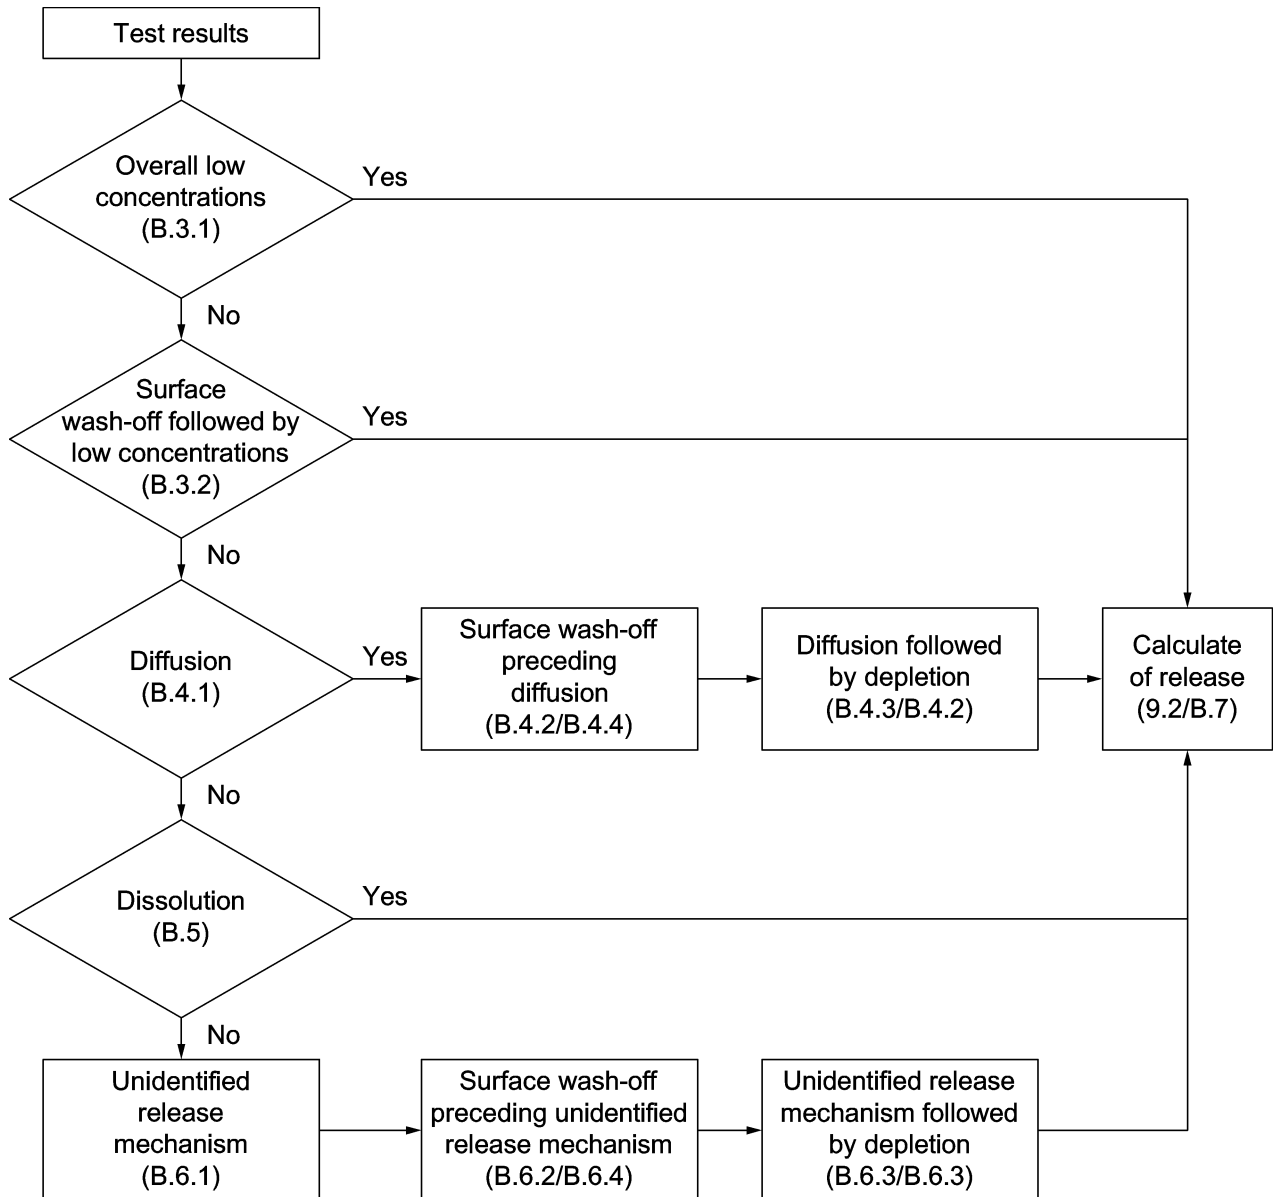 Test results
Overall low
concentrations
(B.3.1)
Yes
No
Surface
wash-off followed by
low concentrations
(B.3.2)
Yes
No
Diffusion
(B.4.1)
Yes
Surface wash-off
preceding
diffusion
(B.4.2/B.4.4)
Diffusion followed
by depletion
(B.4.3/B.4.2)
Calculate
of release
(9.2/B.7)
No
Dissolution
(B.5)
Yes
No
Unidentified
release
mechanism
(B.6.1)
Surface wash-off
preceding unidentified
release mechanism
(B.6.2/B.6.4)
Unidentified release
mechanism followed
by depletion
(B.6.3/B.6.3)